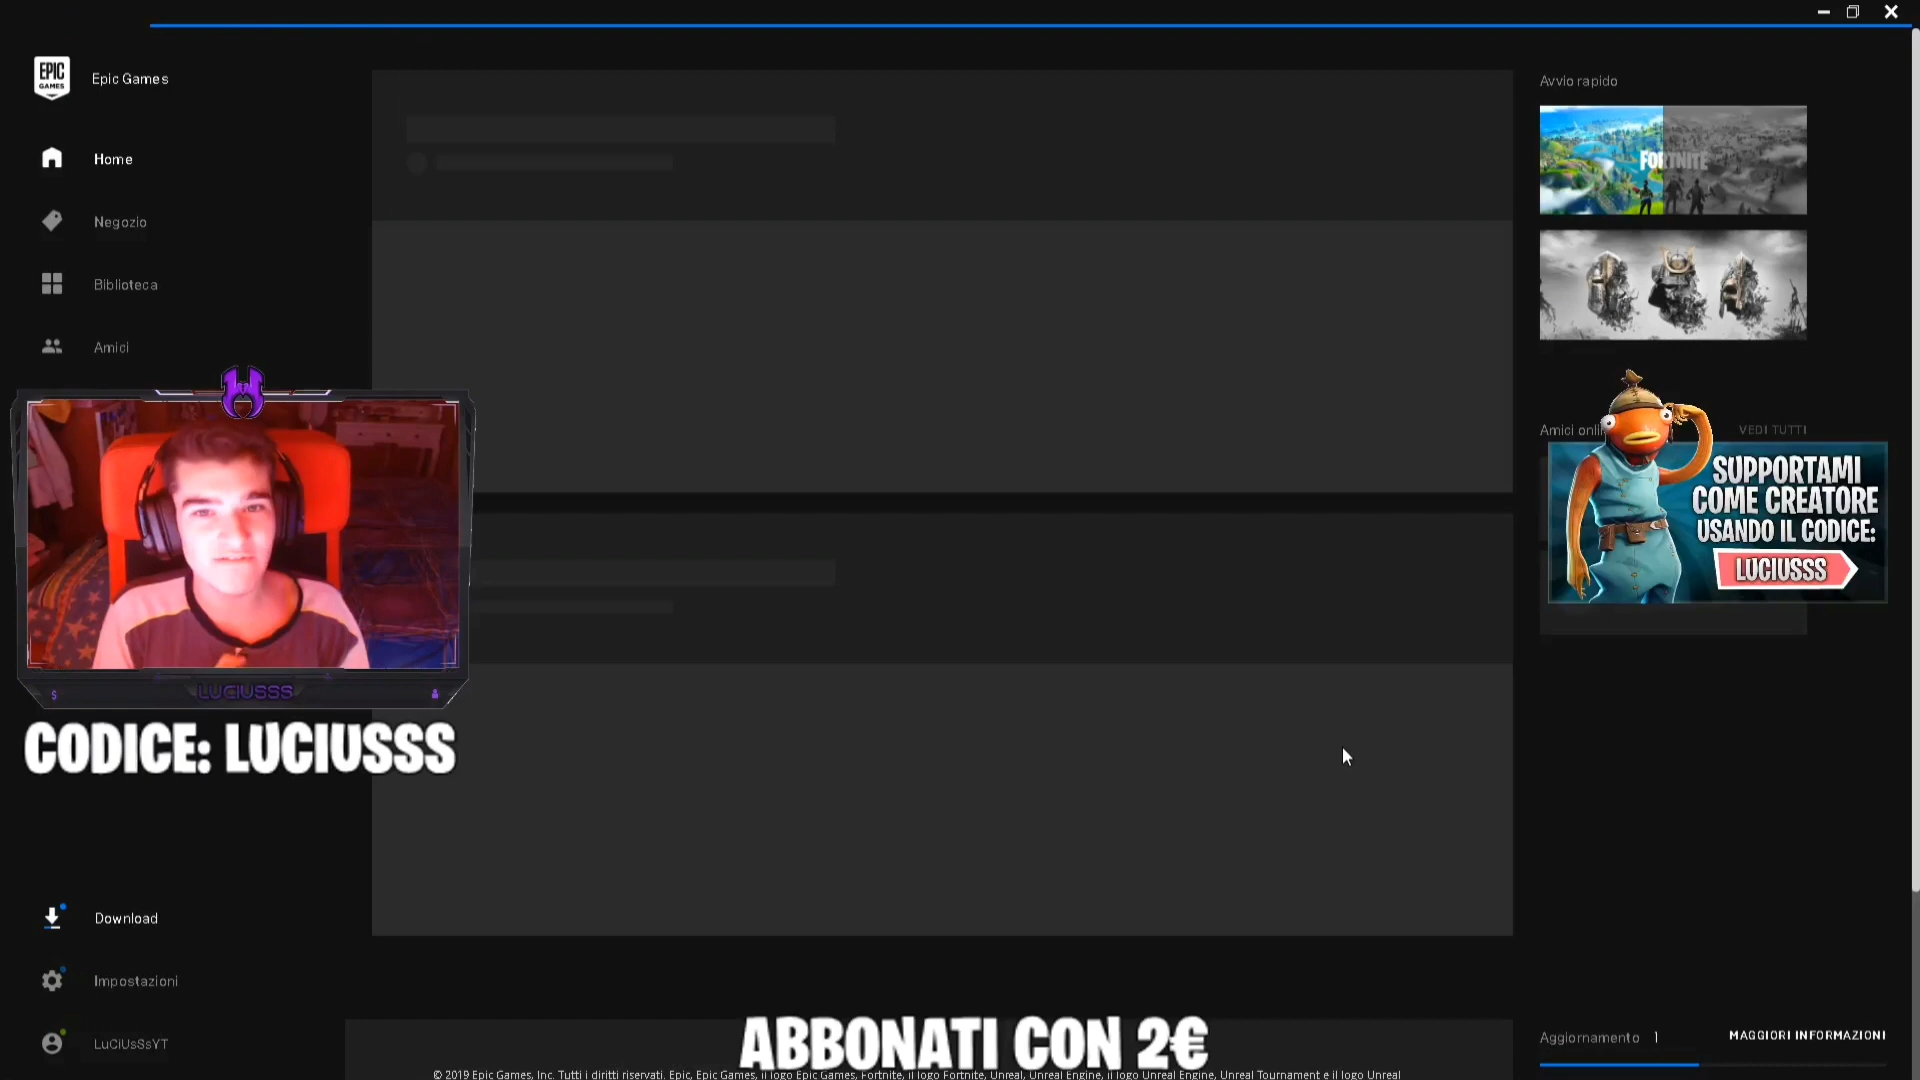 EPIC
GAMES
Epic Games
Home
Negozio
Biblioteca
Amici
LUCIUSSS
CODICE: LUCIUSSS
Download
Impostazioni
LuCiUsSsYT
Avvio rapido
FORTNITE
Amici onli
VEDI TUTTI
SUPPORTAMI
COME CREATORE
USANDO IL CODICE:
LUCIUSSS
ABBONATI CON 2€
Aggiornamento 1
MAGGIORI INFORMAZIONI
© 2019 Epic Games, Inc. Tutti i diritti riservati. Epic, Epic Games, il logo Epic Games, Fortnite, il logo Fortnite, Unreal, Unreal Engine, il logo Unreal Engine, Unreal Tournament e il logo Unreal